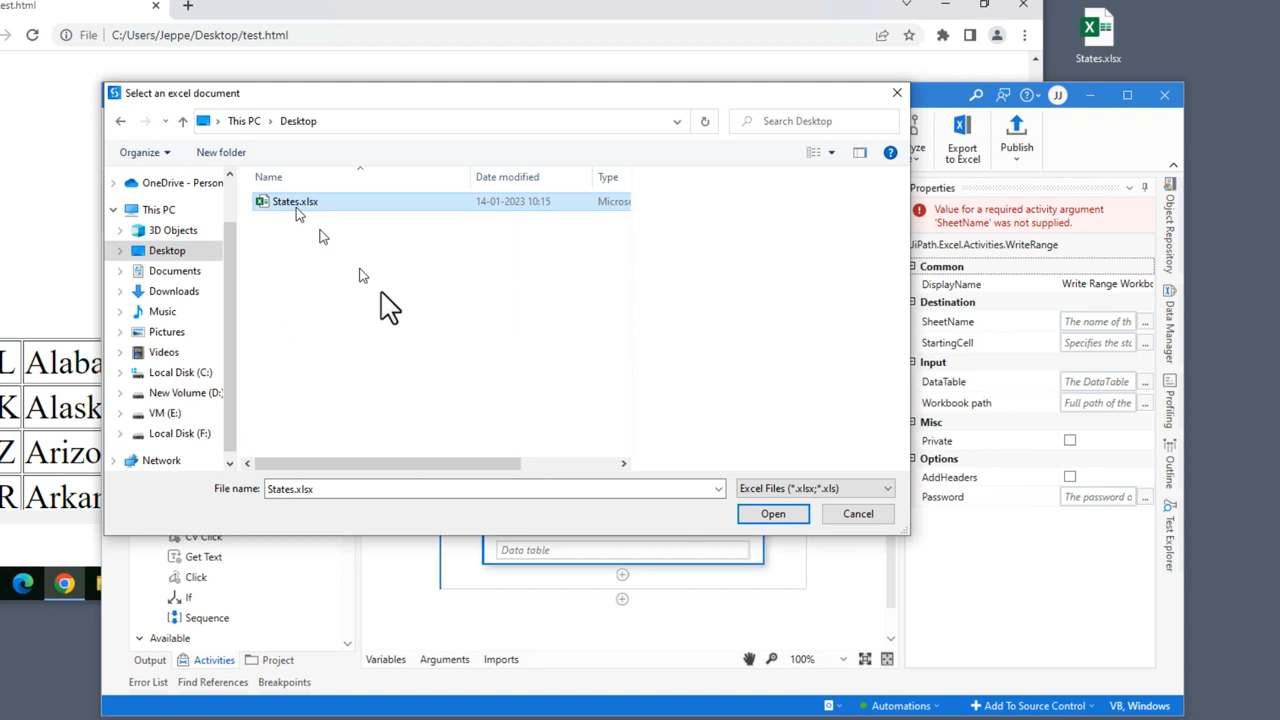 est.html
File
C:/Users/Jeppe/Desktop/test.html
States.xlsx
Select an excel document
This PC
Desktop
Search Desktop
Organize
New folder
Name
Date modified
Type
OneDrive - Person
States.xlsx
14-01-2023 10:15
Microso
This PC
3D Objects
Desktop
Documents
Downloads
Music
Pictures
Videos
Local Disk (C:)
New Volume (D:)
VM (E:)
Local Disk (F:)
Network
File name:
States.xlsx
Excel Files (*.xlsx;*.xls)
Open
Cancel
JJ
lyze
Export
to Excel
Publish
Properties
Value for a required activity argument
'SheetName' was not supplied.
UiPath.Excel.Activities.WriteRange
Common
DisplayName
Write Range Workbo
Destination
SheetName
The name of th
...
StartingCell
Specifies the sta
...
Input
DataTable
The DataTable
...
Workbook path
Full path of the
...
Misc
Private
Options
AddHeaders
Password
The password o
...
Object Repository
Data Manager
Profiling
Outline
Test Explorer
L Alaba
K Alask
Z Arizo
R Arkan
CV Click
Get Text
Click
If
Sequence
Available
Data table
Output
Activities
Project
Variables
Arguments
Imports
100%
Error List
Find References
Breakpoints
Automations
Add To Source Control
VB, Windows